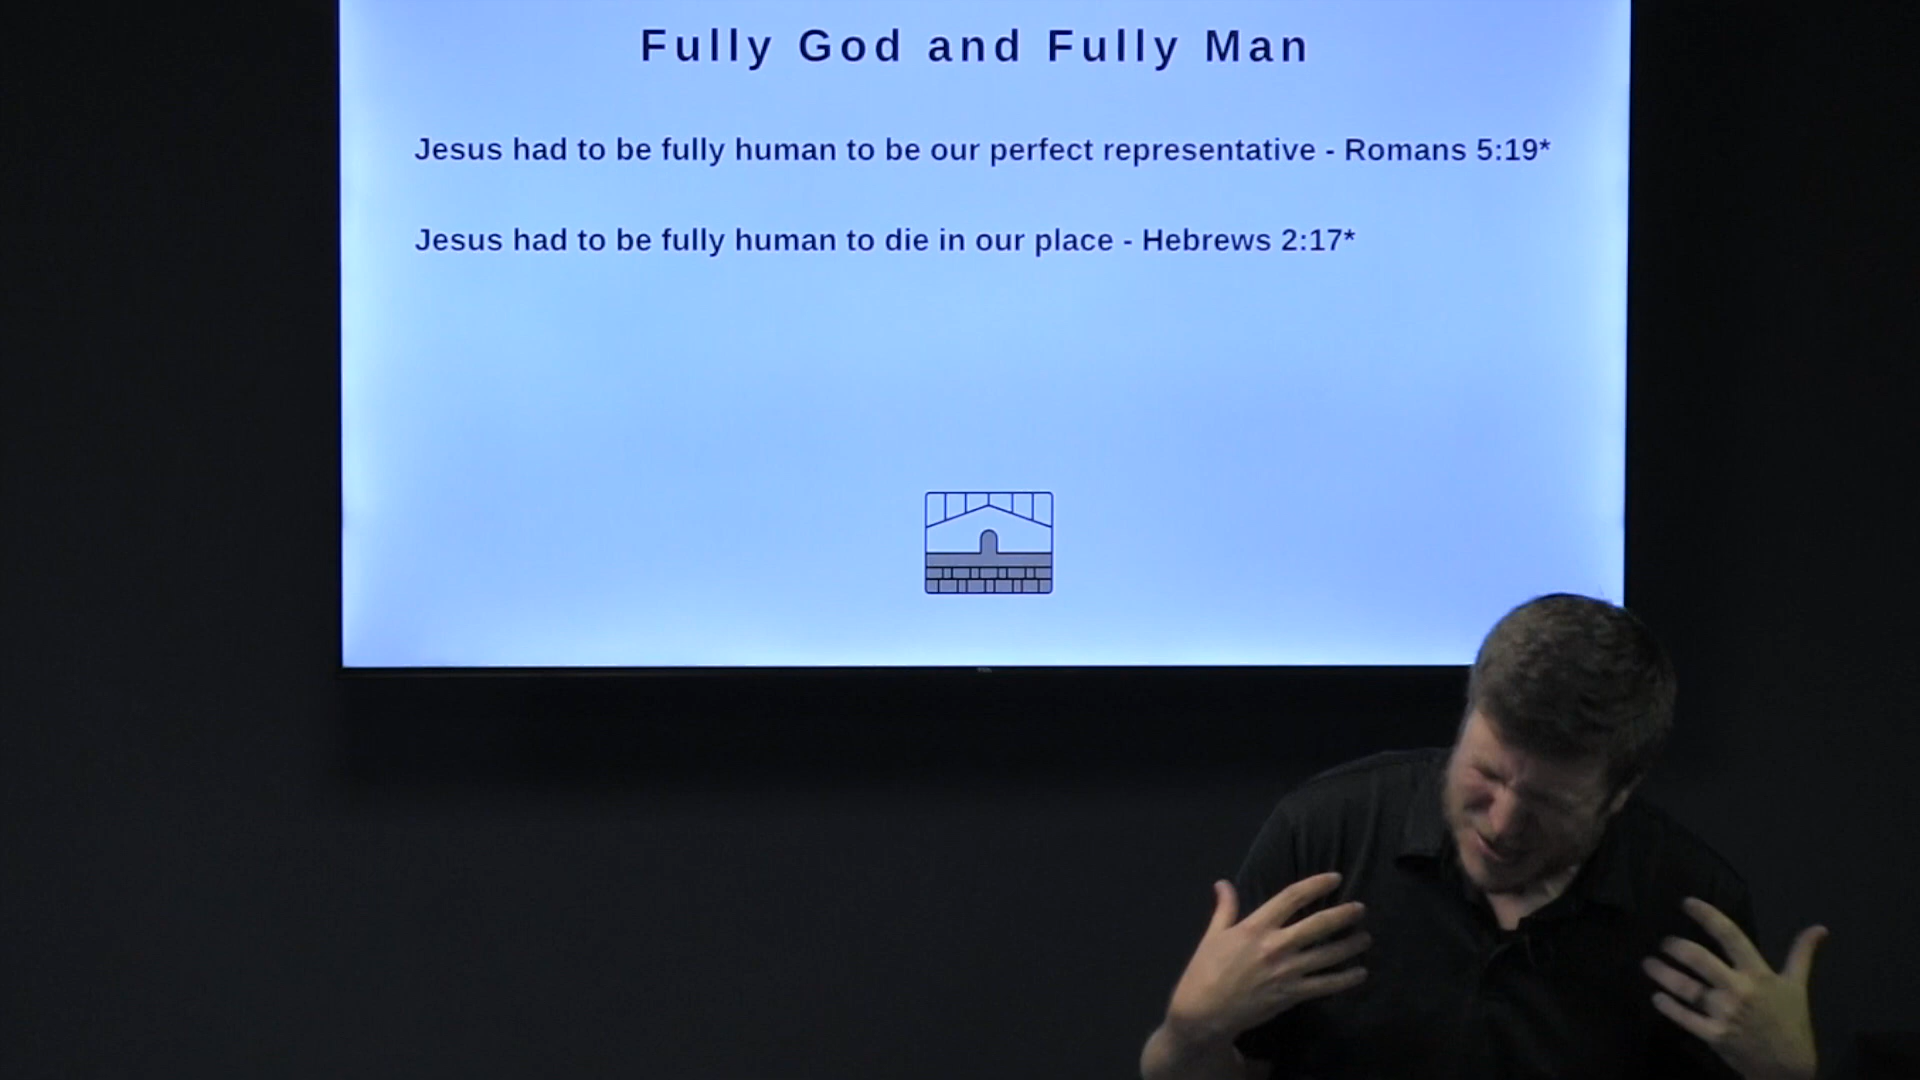 Fully God and Fully Man
Jesus had to be fully human to be our perfect representative - Romans 5:19*
Jesus had to be fully human to die in our place - Hebrews 2:17*